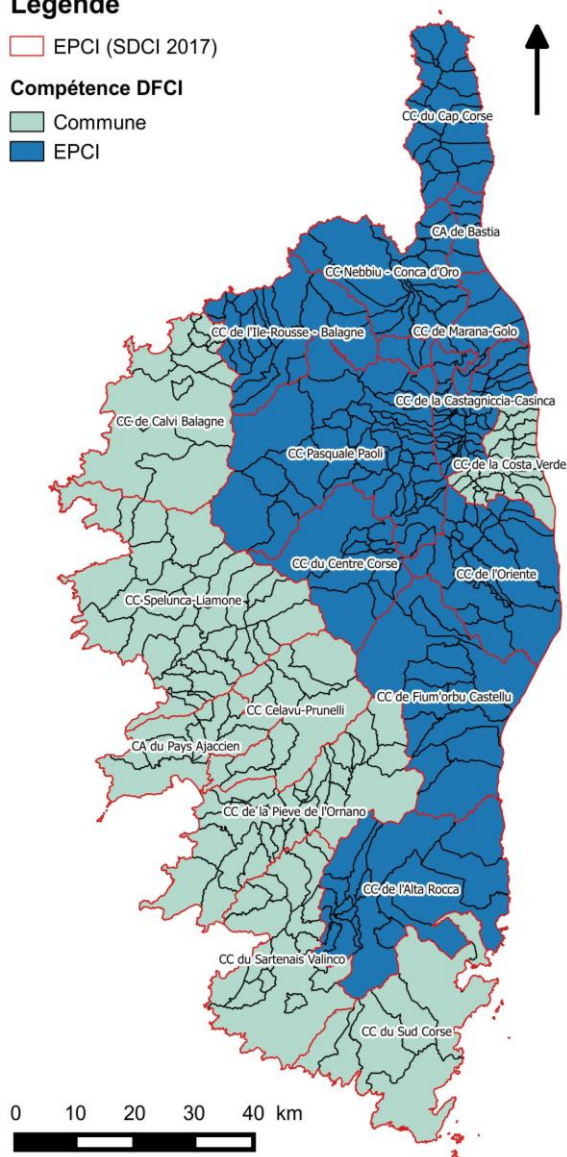 Légende
EPCI (SDCI 2017)
Compétence DFCI
Commune
EPCI
CC du Cap Corse
CA de Bastia
CC Nebbiu - Conca d'Oro
CC de l'Ile-Rousse - Balagne
CC de Marana-Golo
CC de la Castagniccia-Casinca
CC de Calvi Balagne
CC Pasquale Paoli
CC de la Costa Verde
CC du Centre Corse
CC de l'Oriente
CC Spelunca-Liamone
CC Celavu-Prunelli
CC de Fium'orbu Castellu
CA du Pays Ajaccien
CC de la Pieve de l'Ornano
CC de l'Alta Rocca
CC du Sartenais Valinco
CC du Sud Corse
0 10 20 30 40 km